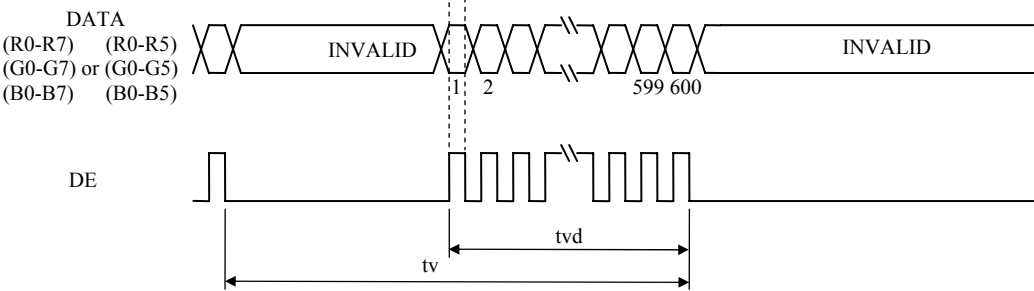 DATA
(R0-R7) (R0-R5)
(G0-G7) or (G0-G5)
(B0-B7) (B0-B5)
INVALID
INVALID
1 2 599 600
DE
tvd
tv